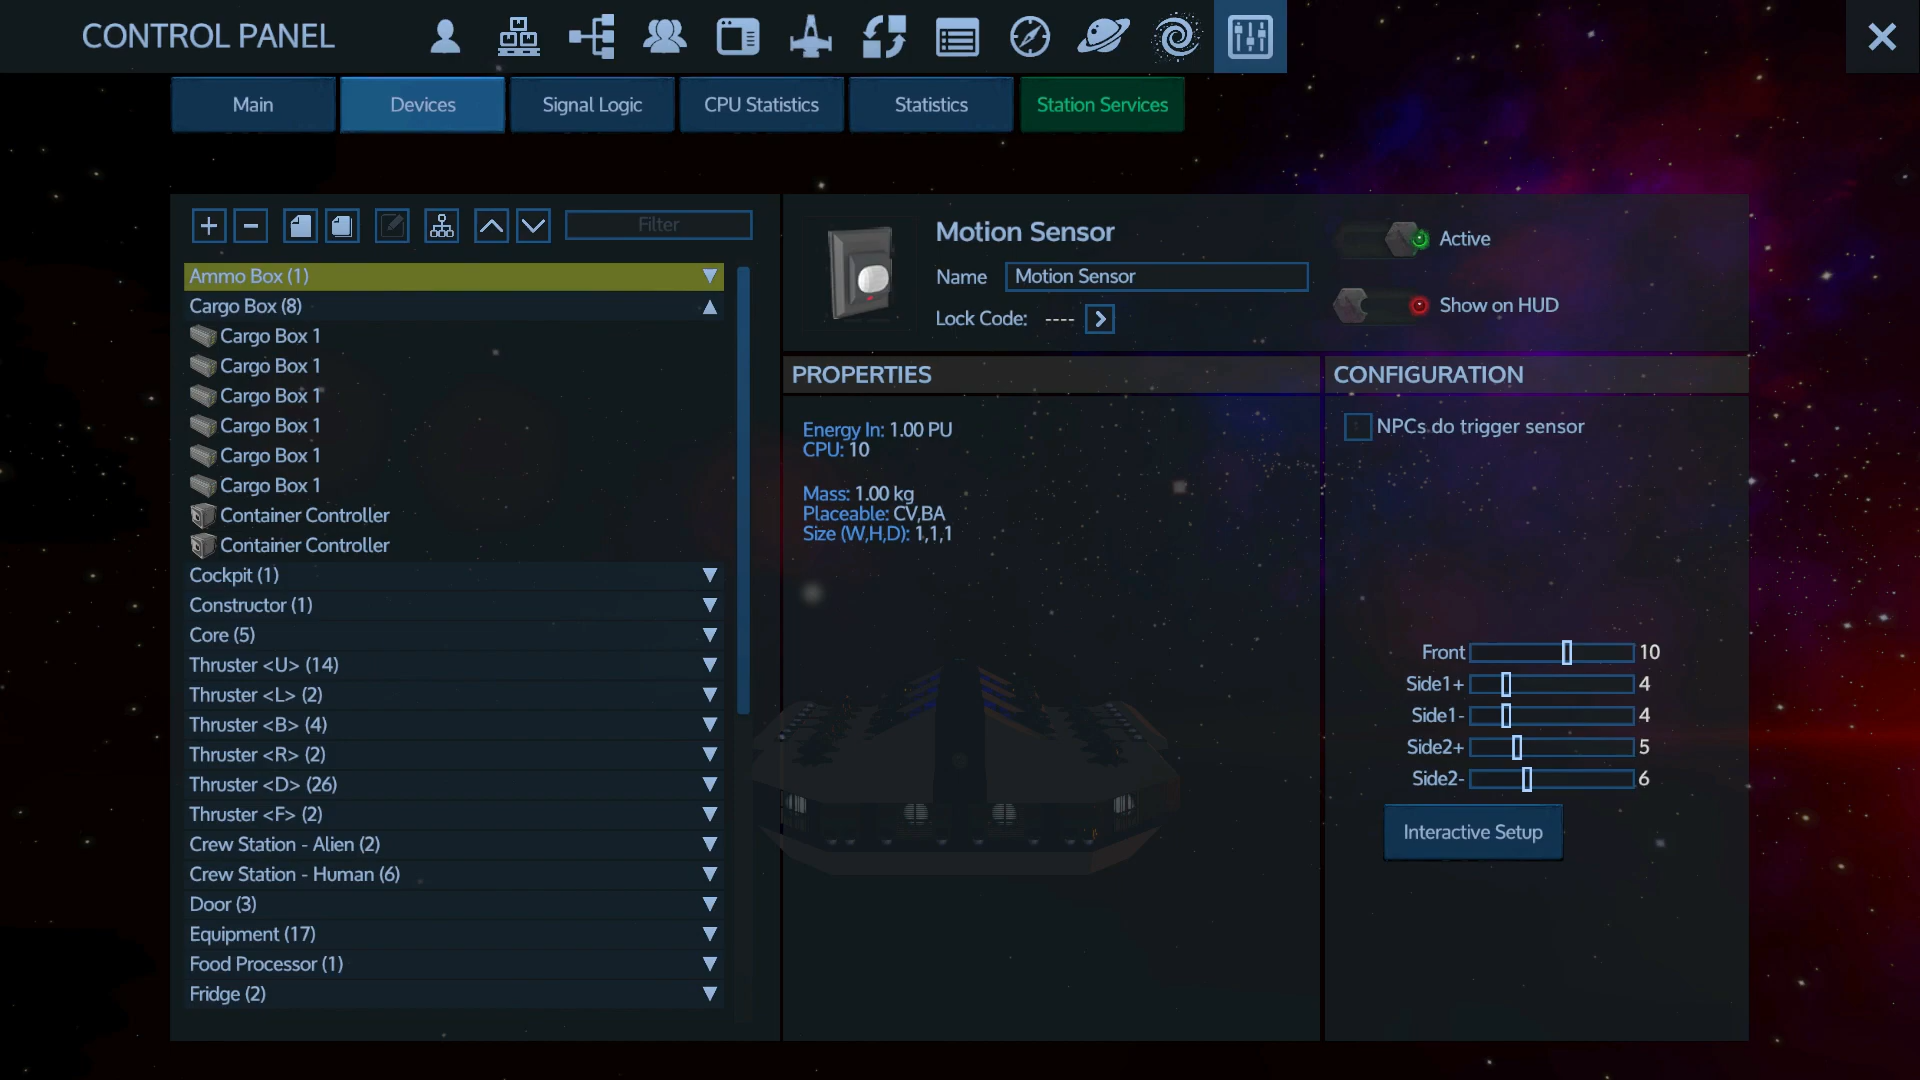 CONTROL PANEL
Main
Devices
Signal Logic
CPU Statistics
Statistics
Station Services
Filter
Ammo Box (1)
Cargo Box (8)
Cargo Box 1
Cargo Box 1
Cargo Box 1
Cargo Box 1
Cargo Box 1
Cargo Box 1
Container Controller
Container Controller
Cockpit (1)
Constructor (1)
Core (5)
Thruster <U> (14)
Thruster <L> (2)
Thruster <B> (4)
Thruster <R> (2)
Thruster <D> (26)
Thruster <F> (2)
Crew Station - Alien (2)
Crew Station - Human (6)
Door (3)
Equipment (17)
Food Processor (1)
Fridge (2)
Motion Sensor
Name Motion Sensor
Lock Code: ----
Active
Show on HUD
PROPERTIES
Energy In: 1.00 PU
CPU: 10
Mass: 1.00 kg
Placeable: CV,BA
Size (W,H,D): 1,1,1
CONFIGURATION
NPCs do trigger sensor
Front 10
Side1+ 4
Side1- 4
Side2+ 5
Side2- 6
Interactive Setup